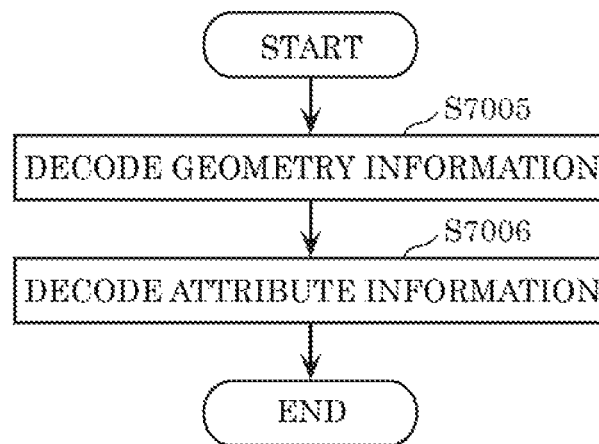 START
S7005
DECODE GEOMETRY INFORMATION
S7006
DECODE ATTRIBUTE INFORMATION
END